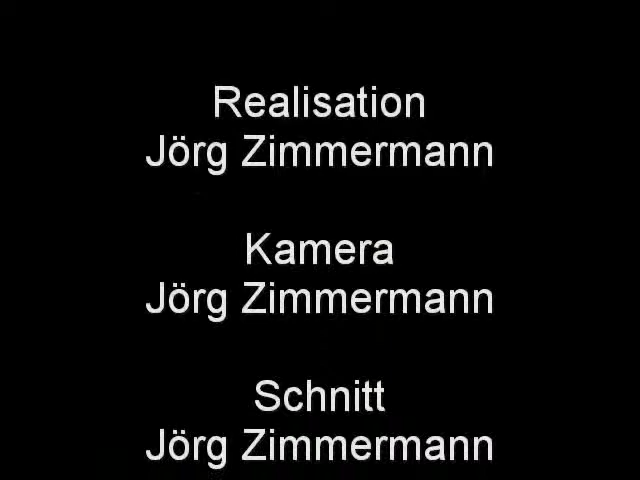 Realisation
Jörg Zimmermann
Kamera
Jörg Zimmermann
Schnitt
Jörg Zimmermann